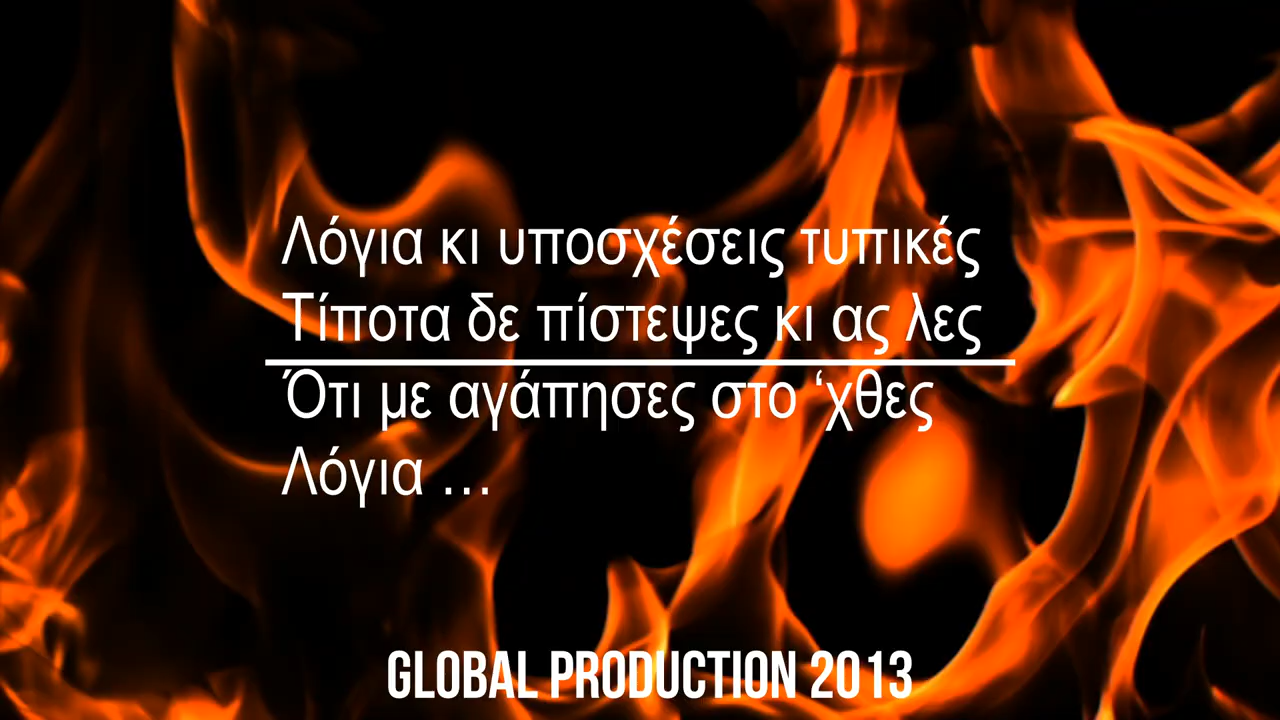 Λόγια κι υποσχέσεις τυπικές
Τίποτα δε πίστεψες κι ας λες
Ότι με αγάπησες στο ‘χθες
Λόγια …
GLOBAL PRODUCTION 2013